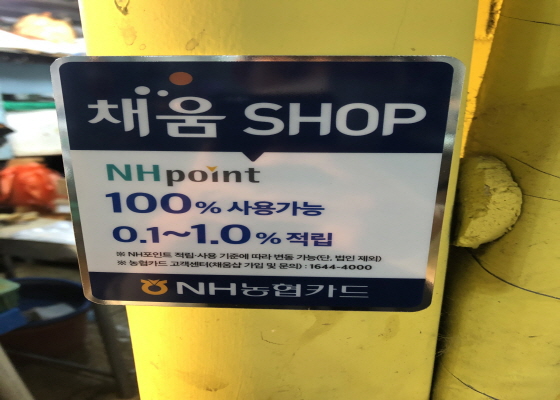 채움 SHOP
NHpoint
100% 사용가능
0.1~1.0% 적립
※ NH포인트 적립·사용 기준에 따라 변동 가능(단, 법인 제외)
※ 농협카드 고객센터(채움샵 가입 및 문의) : 1644-4000
NH농협카드